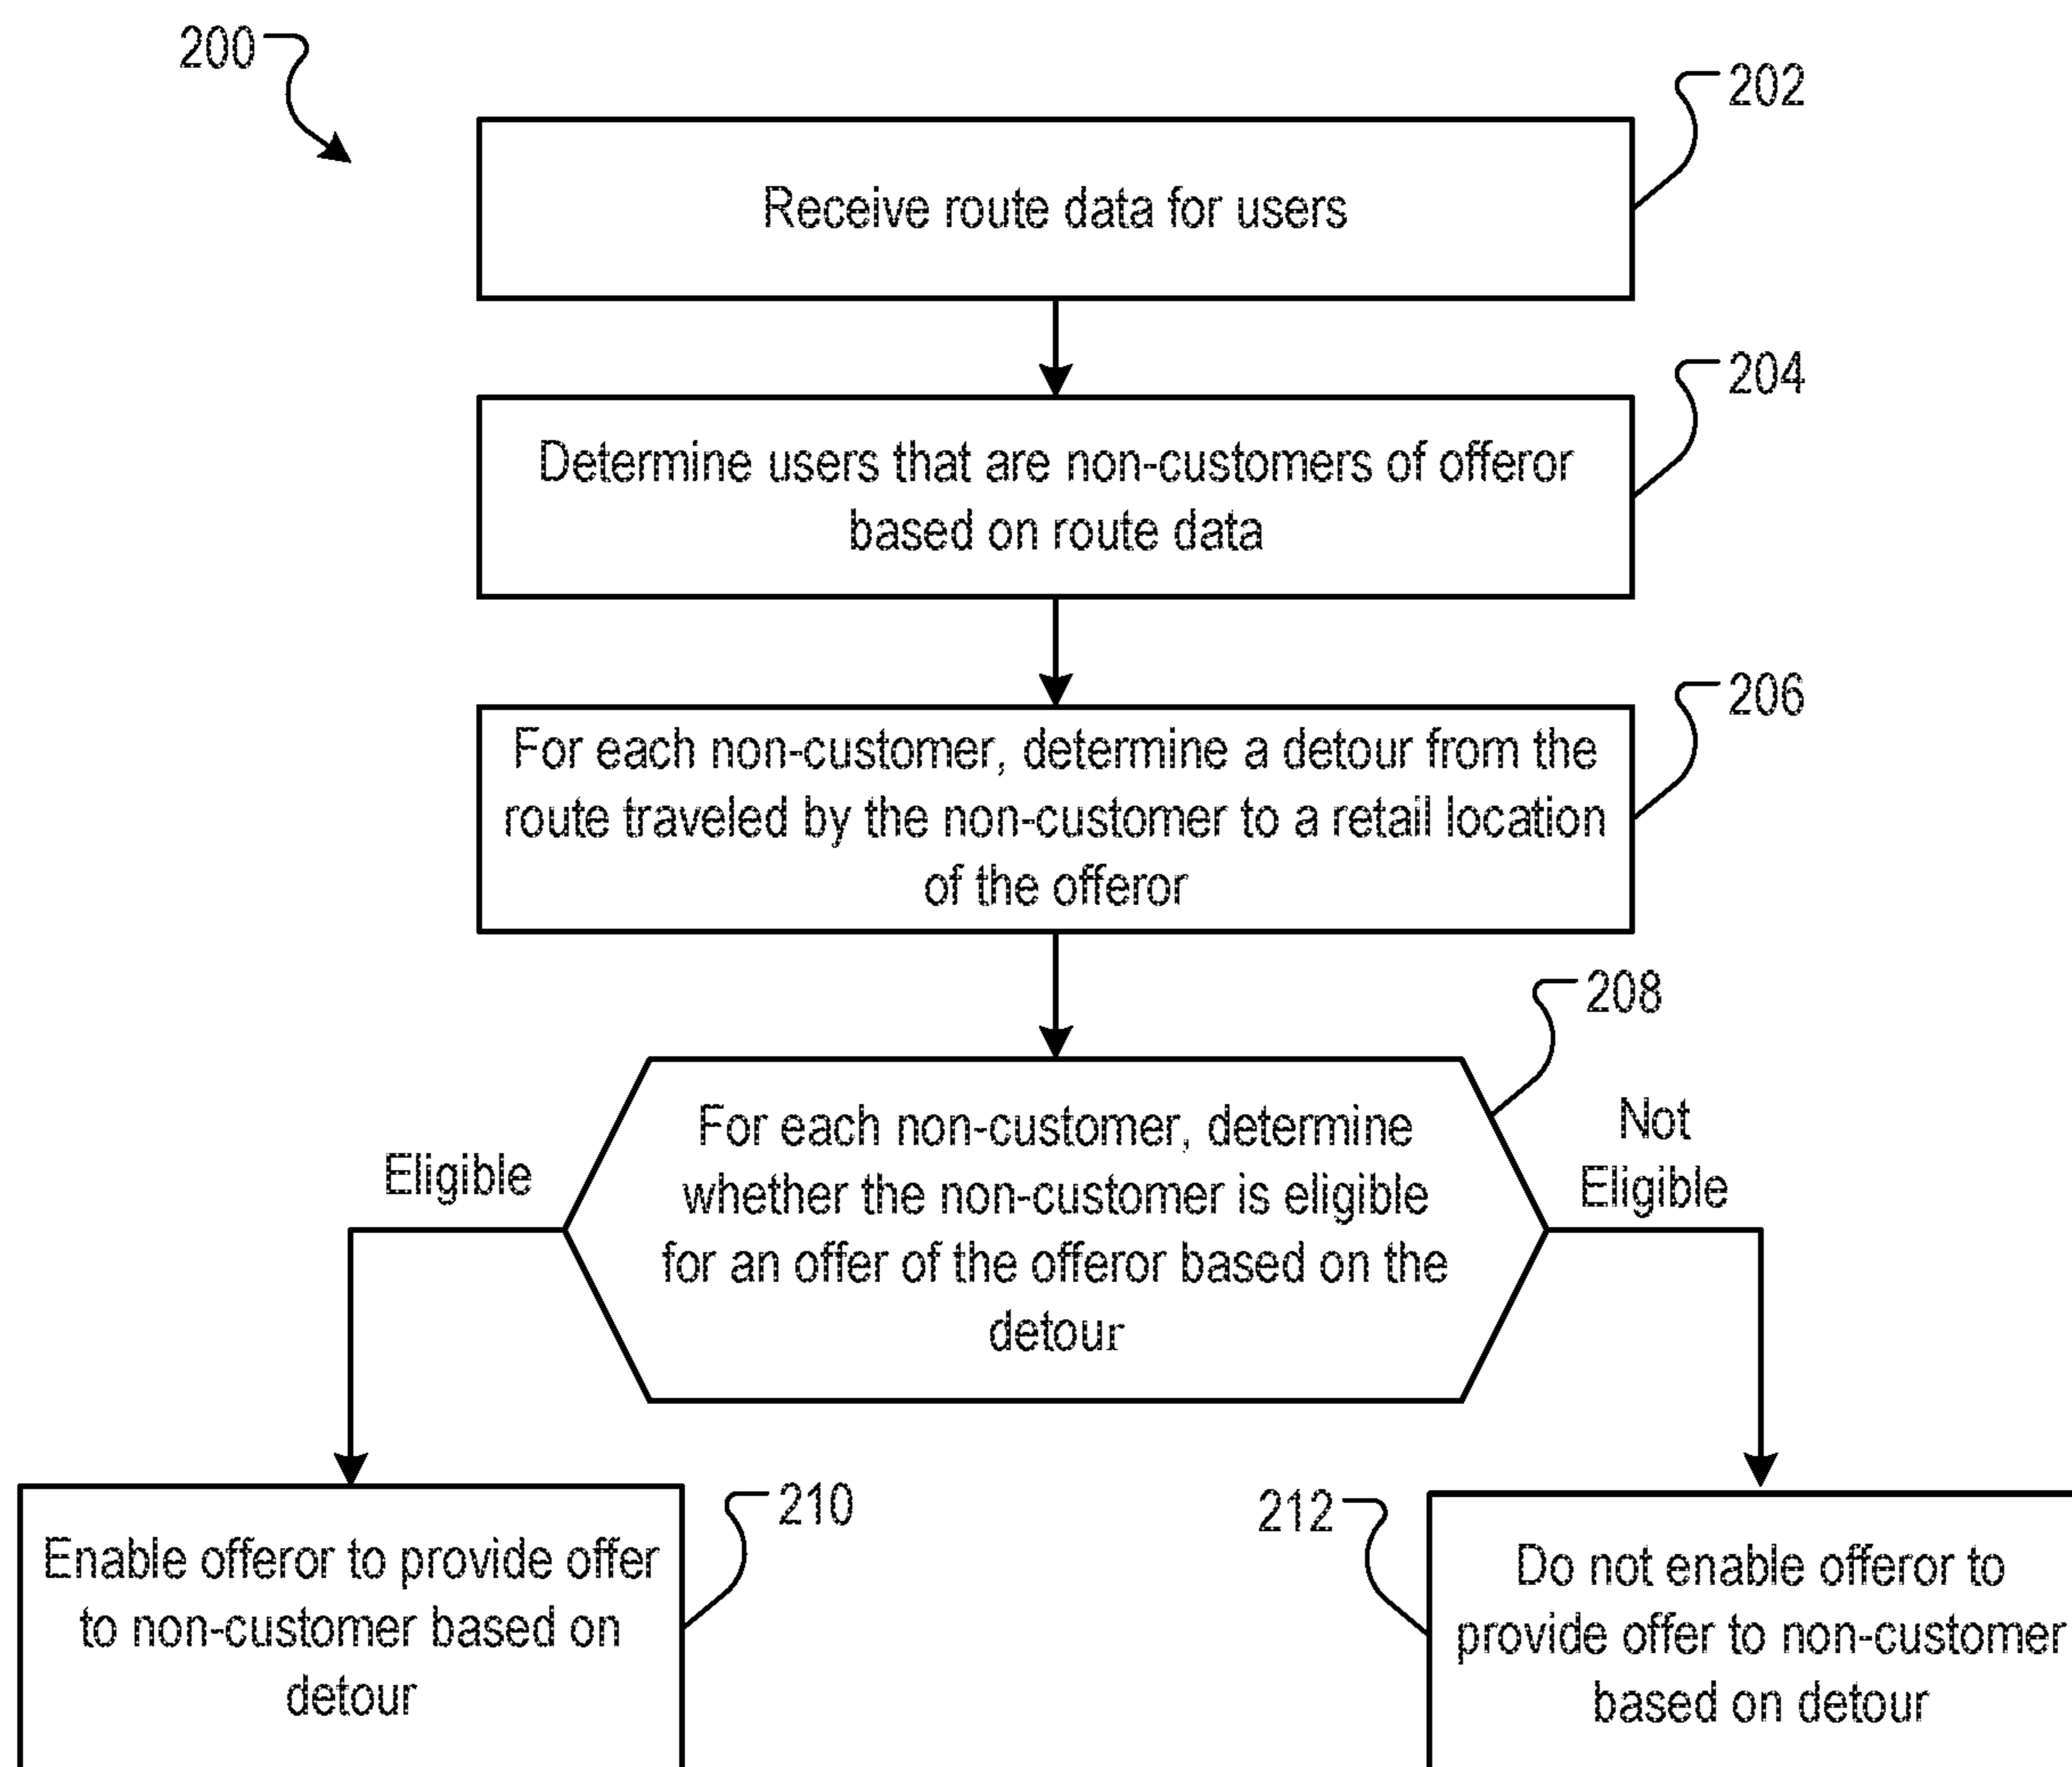 200
202
Receive route data for users
204
Determine users that are non-customers of offeror
based on route data
206
For each non-customer, determine a detour from the
route traveled by the non-customer to a retail location
of the offeror
208
For each non-customer, determine
whether the non-customer is eligible
for an offer of the offeror based on the
detour
Eligible
Not
Eligible
210
Enable offeror to provide offer
to non-customer based on
detour
212
Do not enable offeror to
provide offer to non-customer
based on detour